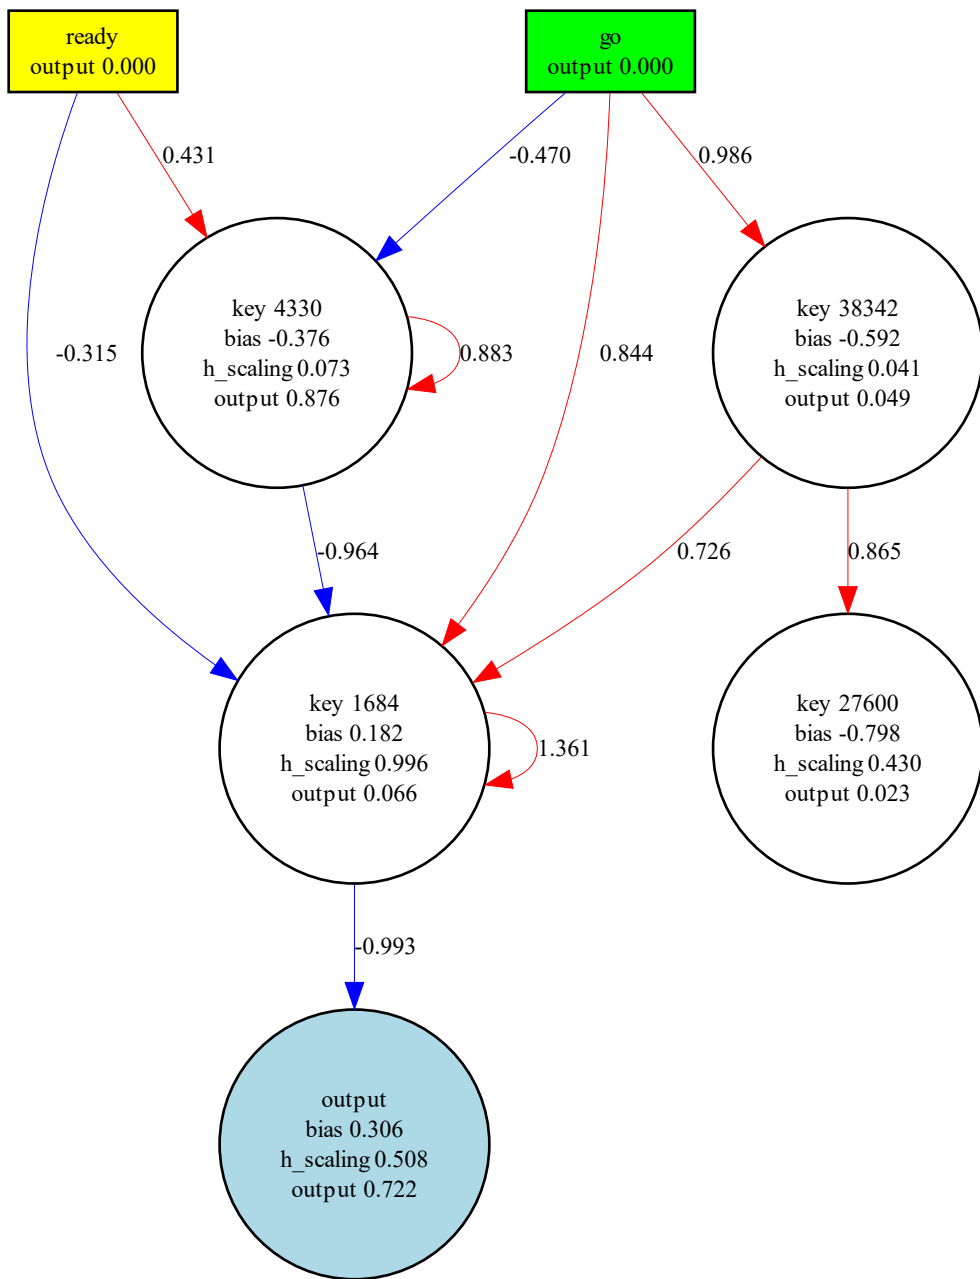 ready
output 0.000
go
output 0.000
0.431
-0.470
0.986
key 4330
bias -0.376
h_scaling 0.073
output 0.876
key 38342
bias -0.592
h_scaling 0.041
output 0.049
-0.315
0.883
0.844
-0.964
0.726
0.865
key 1684
bias 0.182
h_scaling 0.996
output 0.066
1.361
key 27600
bias -0.798
h_scaling 0.430
output 0.023
-0.993
output
bias 0.306
h_scaling 0.508
output 0.722